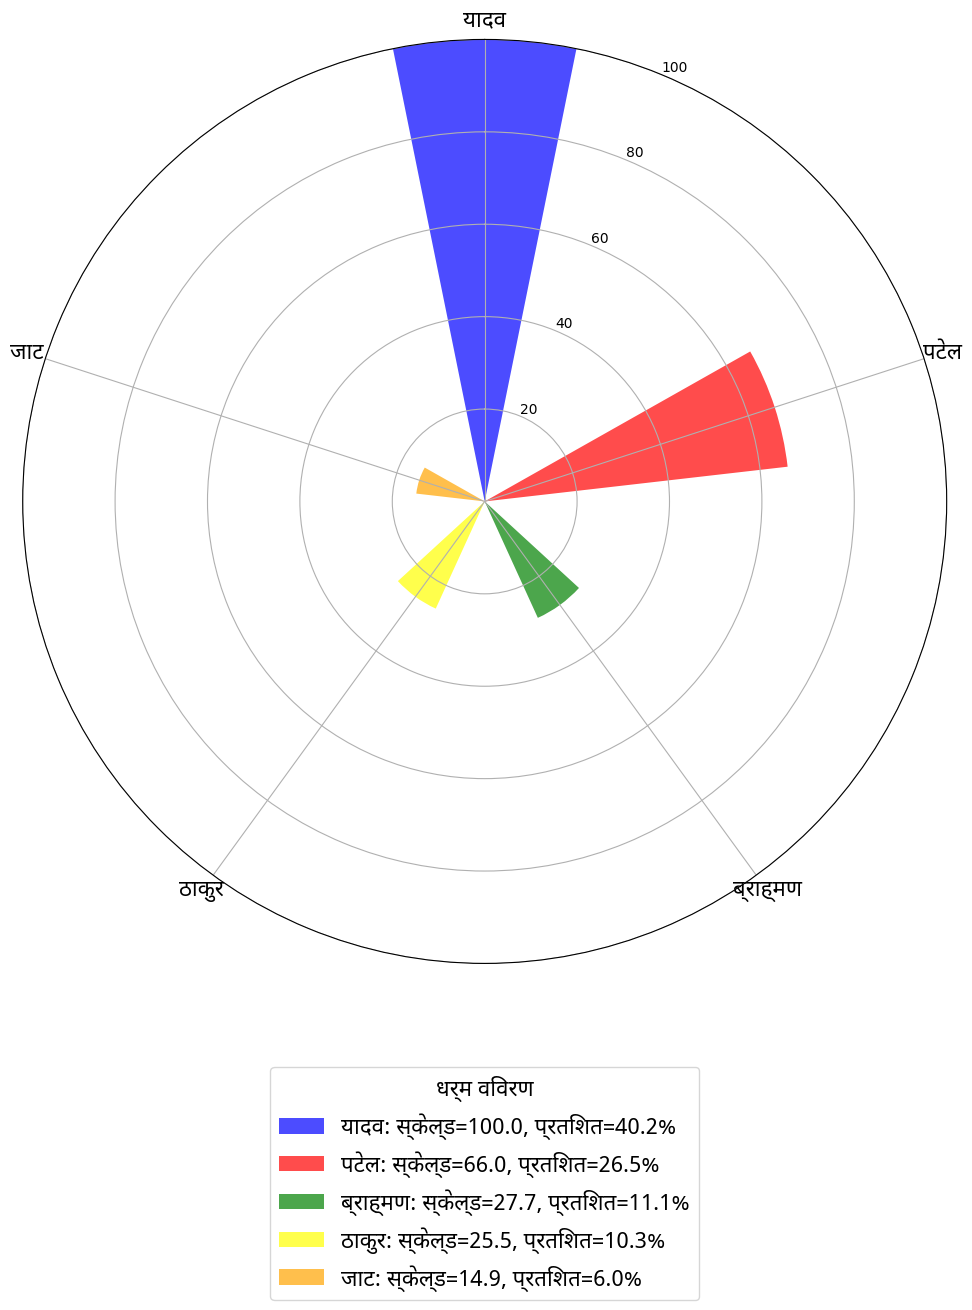 यादव
100
80
60
40
20
जाट
पटेल
ठाकुर
ब्राह्मण
धर्म विवरण
यादव: स्केल्ड=100.0, प्रतिशत=40.2%
पटेल: स्केल्ड=66.0, प्रतिशत=26.5%
ब्राह्मण: स्केल्ड=27.7, प्रतिशत=11.1%
ठाकुर: स्केल्ड=25.5, प्रतिशत=10.3%
जाट: स्केल्ड=14.9, प्रतिशत=6.0%